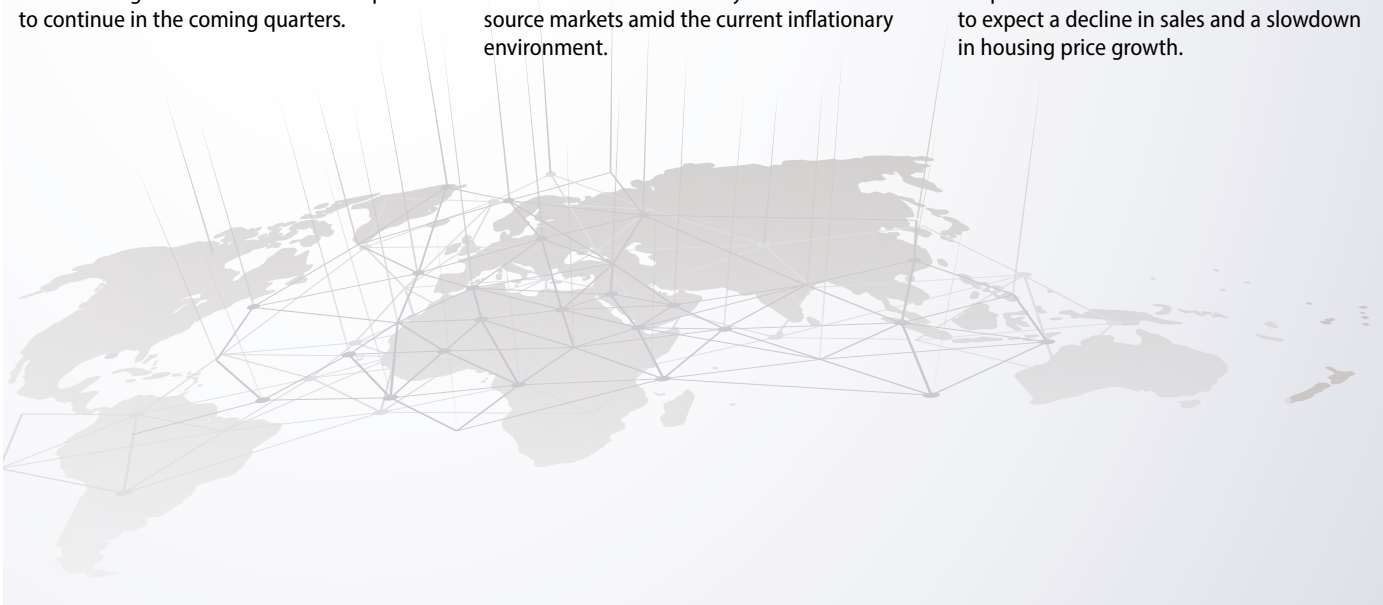 to continue in the coming quarters.
source markets amid the current inflationary
environment.
to expect a decline in sales and a slowdown
in housing price growth.